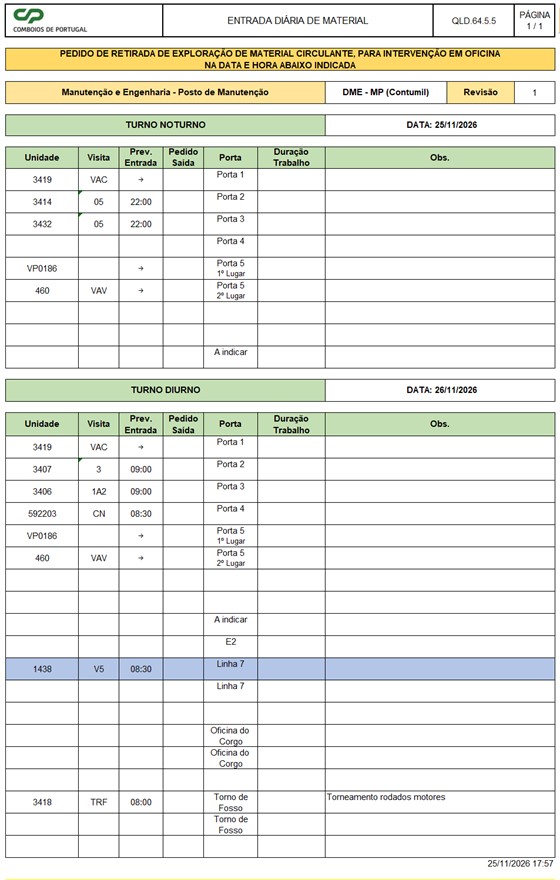 CP
COMBOIOS DE PORTUGAL
ENTRADA DIÁRIA DE MATERIAL
QLD.64.5.5
PÁGINA
1 / 1
PEDIDO DE RETIRADA DE EXPLORAÇÃO DE MATERIAL CIRCULANTE, PARA INTERVENÇÃO EM OFICINA
NA DATA E HORA ABAIXO INDICADA
Manutenção e Engenharia - Posto de Manutenção DME - MP (Contumil) Revisão 1
TURNO NOTURNO DATA: 25/11/2026
Unidade Visita Prev. Entrada Pedido Saída Porta Duração Trabalho Obs.
3419 VAC → Porta 1
3414 05 22:00 Porta 2
3432 05 22:00 Porta 3
Porta 4
VP0186 → Porta 5 1º Lugar
460 VAV → Porta 5 2º Lugar
A indicar
TURNO DIURNO DATA: 26/11/2026
Unidade Visita Prev. Entrada Pedido Saída Porta Duração Trabalho Obs.
3419 VAC → Porta 1
3407 3 09:00 Porta 2
3406 1A2 09:00 Porta 3
592203 CN 08:30 Porta 4
VP0186 → Porta 5 1º Lugar
460 VAV → Porta 5 2º Lugar
A indicar
E2
1438 V5 08:30 Linha 7
Linha 7
Oficina do Corgo
Oficina do Corgo
3418 TRF 08:00 Torno de Fosso Torneamento rodados motores
Torno de Fosso
25/11/2026 17:57